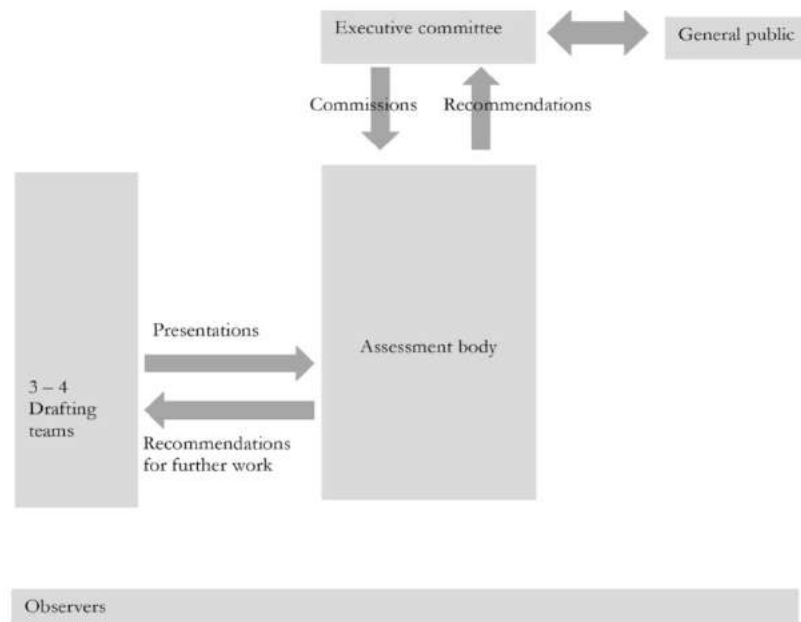 Executive committee
General public
Commissions
Recommendations
Presentations
Assessment body
3 – 4
Drafting
teams
Recommendations
for further work
Observers